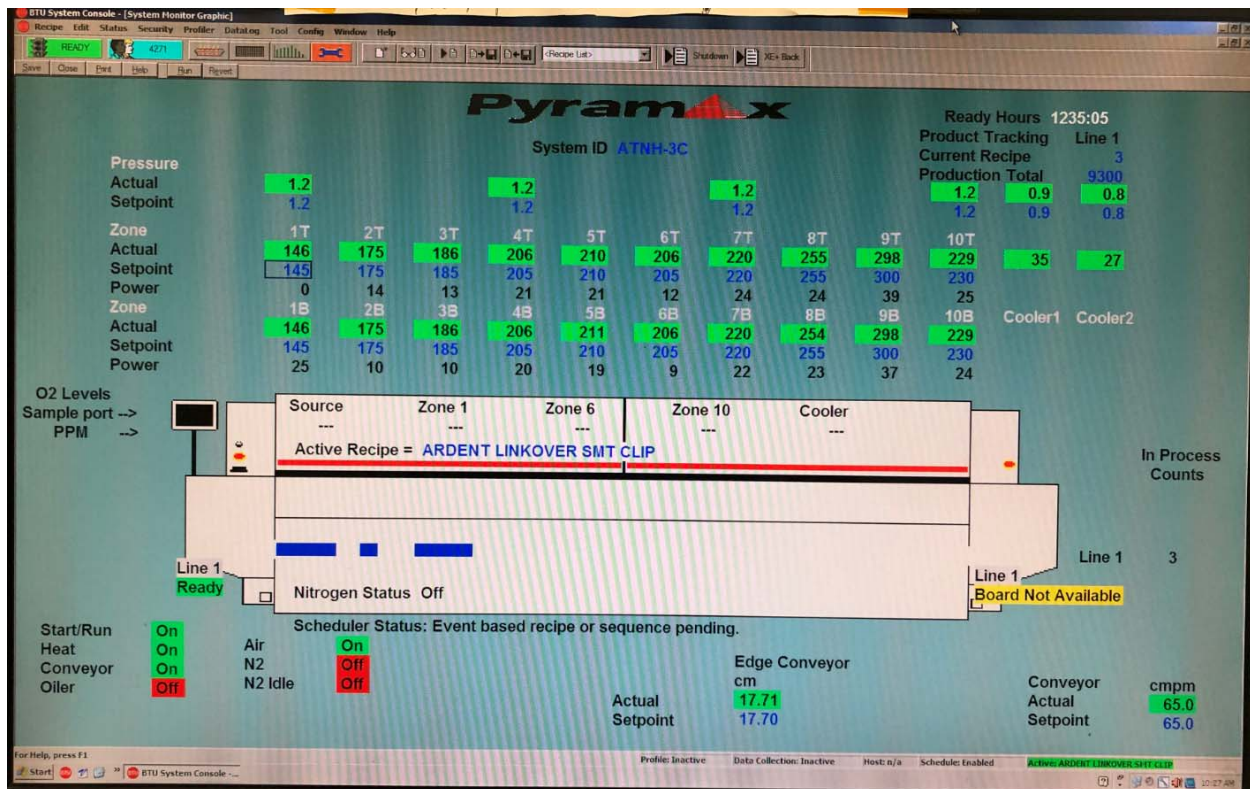 BTU System Console - [System Monitor Graphic]
Recipe Edit Status Security Profiler DataLog Tool Config Window Help
READY 4271 <Recipe List> Shutdown XE+ Back
Save Close Print Help Run Revert
Pyramax
Ready Hours 1235:05
System ID ATNH-3C
Product Tracking Line 1
Current Recipe 3
Production Total 9300
Pressure
Actual 1.2 1.2 1.2 1.2 0.9 0.8
Setpoint 1.2 1.2 1.2 1.2 0.9 0.8
Zone 1T 2T 3T 4T 5T 6T 7T 8T 9T 10T
Actual 146 175 186 206 210 206 220 255 298 229 35 27
Setpoint 145 175 185 205 210 205 220 255 300 230
Power 0 14 13 21 21 12 24 24 39 25
Zone 1B 2B 3B 4B 5B 6B 7B 8B 9B 10B Cooler1 Cooler2
Actual 146 175 186 206 211 206 220 254 298 229
Setpoint 145 175 185 205 210 205 220 255 300 230
Power 25 10 10 20 19 9 22 23 37 24
O2 Levels
Sample port --> Source Zone 1 Zone 6 Zone 10 Cooler
PPM --> --- --- --- --- ---
Active Recipe = ARDENT LINKOVER SMT CLIP
In Process
Counts
Line 1 3
Line 1
Ready
Nitrogen Status Off
Line 1
Board Not Available
Scheduler Status: Event based recipe or sequence pending.
Start/Run On
Heat On
Conveyor On
Oiler Off
Air On
N2 Off
N2 Idle Off
Edge Conveyor
cm
Actual 17.71
Setpoint 17.70
Conveyor cmpm
Actual 65.0
Setpoint 65.0
For Help, press F1
Profile: Inactive Data Collection: Inactive Host: n/a Schedule: Enabled Active: ARDENT LINKOVER SMT CLIP
Start BTU System Console -... 10:27 AM